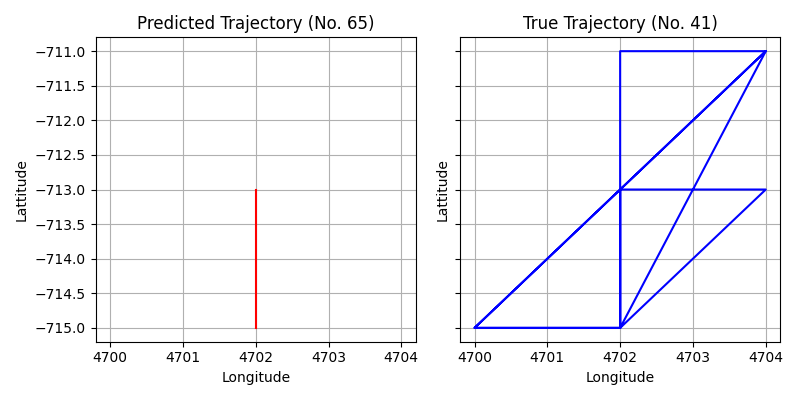 Predicted Trajectory (No. 65)
Lattitude
−711.0
−711.5
−712.0
−712.5
−713.0
−713.5
−714.0
−714.5
−715.0
4700 4701 4702 4703 4704
Longitude
True Trajectory (No. 41)
Lattitude
4700 4701 4702 4703 4704
Longitude